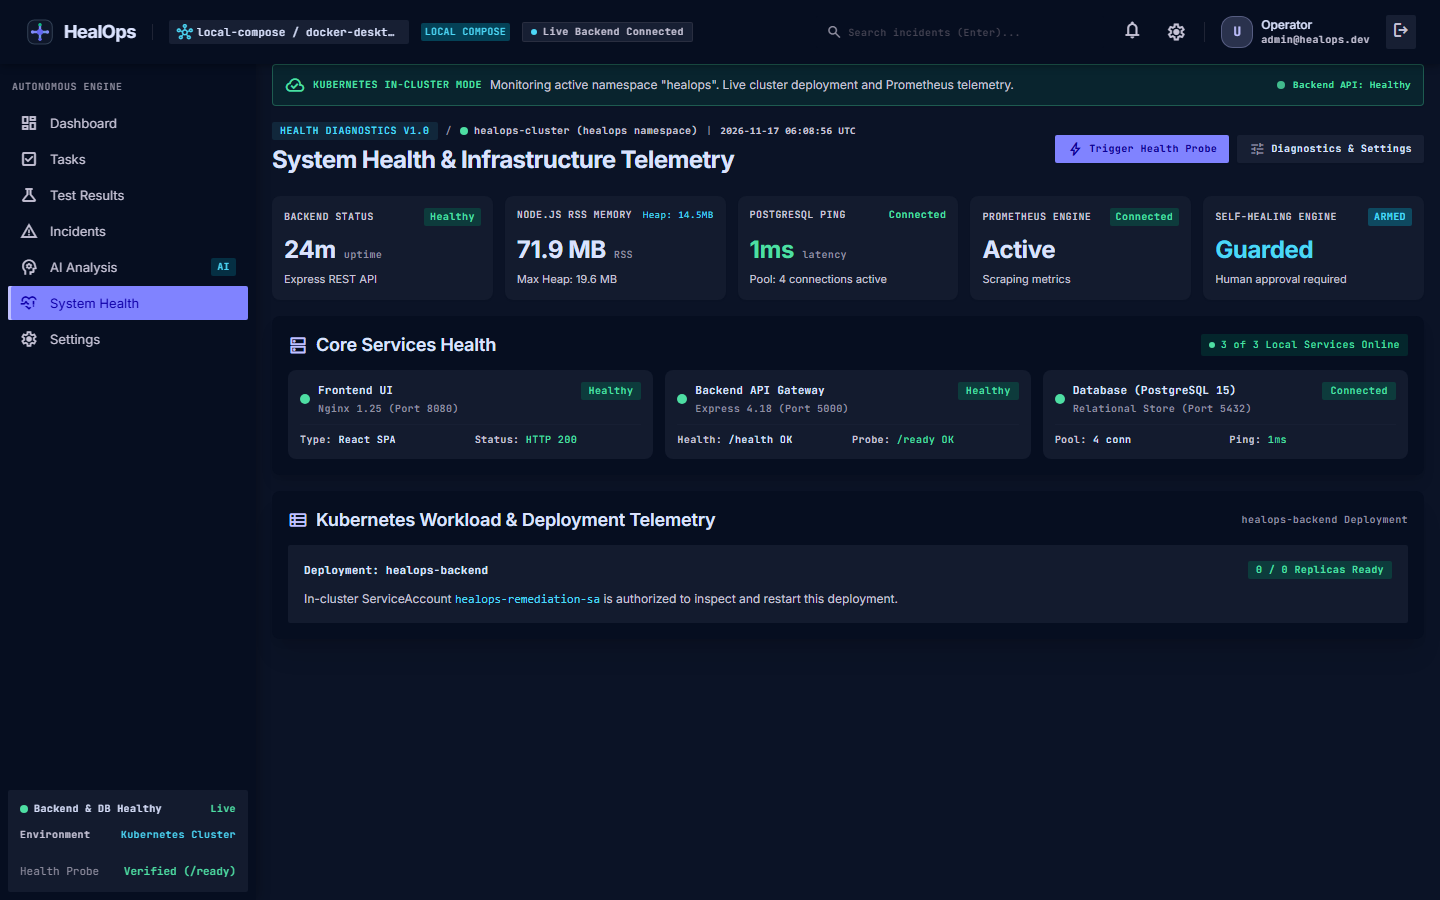 HealOps
local-compose / docker-deskt…
LOCAL COMPOSE
Live Backend Connected
Search incidents (Enter)...
U
Operator
admin@healops.dev
AUTONOMOUS ENGINE
Dashboard
Tasks
Test Results
Incidents
AI Analysis
AI
System Health
Settings
KUBERNETES IN-CLUSTER MODE Monitoring active namespace "healops". Live cluster deployment and Prometheus telemetry.
Backend API: Healthy
HEALTH DIAGNOSTICS V1.0 / healops-cluster (healops namespace) | 2026-11-17 06:08:56 UTC
System Health & Infrastructure Telemetry
Trigger Health Probe
Diagnostics & Settings
BACKEND STATUS Healthy
24m uptime
Express REST API
NODE.JS RSS MEMORY Heap: 14.5MB
71.9 MB RSS
Max Heap: 19.6 MB
POSTGRESQL PING Connected
1ms latency
Pool: 4 connections active
PROMETHEUS ENGINE Connected
Active
Scraping metrics
SELF-HEALING ENGINE ARMED
Guarded
Human approval required
Core Services Health
3 of 3 Local Services Online
Frontend UI Healthy
Nginx 1.25 (Port 8080)
Type: React SPA Status: HTTP 200
Backend API Gateway Healthy
Express 4.18 (Port 5000)
Health: /health OK Probe: /ready OK
Database (PostgreSQL 15) Connected
Relational Store (Port 5432)
Pool: 4 conn Ping: 1ms
Kubernetes Workload & Deployment Telemetry
healops-backend Deployment
Deployment: healops-backend
0 / 0 Replicas Ready
In-cluster ServiceAccount healops-remediation-sa is authorized to inspect and restart this deployment.
Backend & DB Healthy Live
Environment Kubernetes Cluster
Health Probe Verified (/ready)